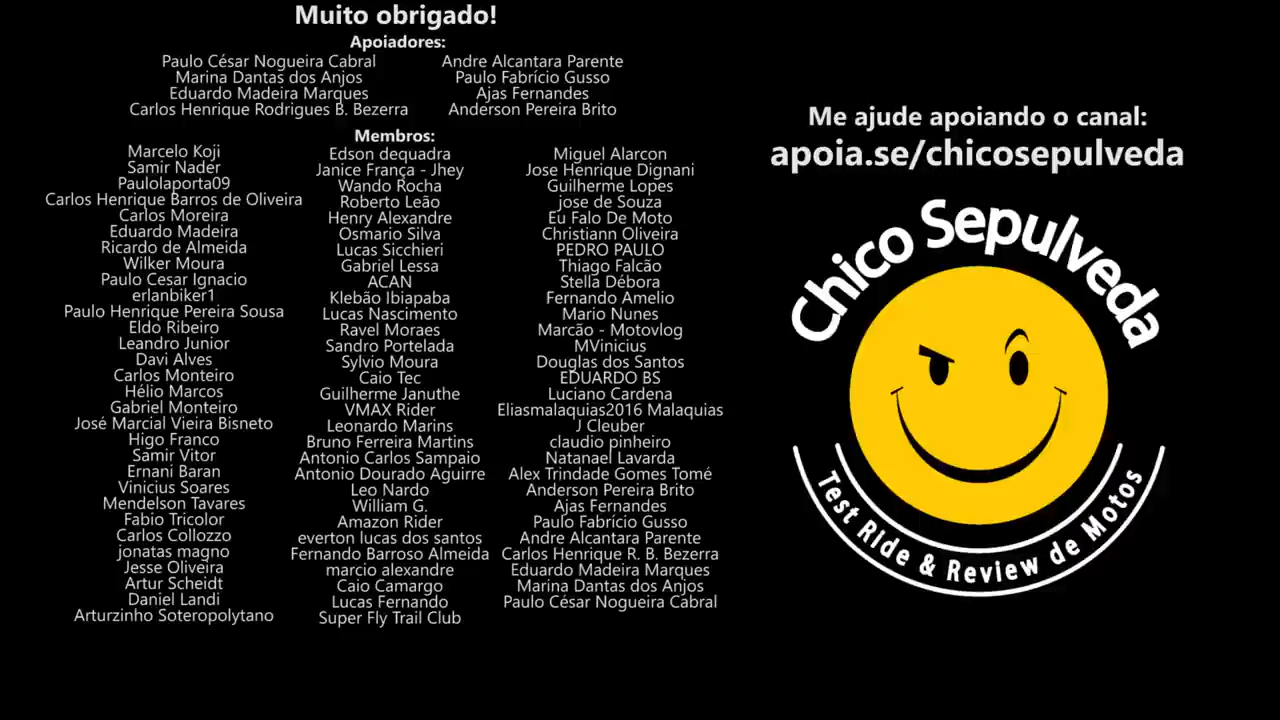 Muito obrigado!
Apoiadores:
Paulo César Nogueira Cabral
Marina Dantas dos Anjos
Eduardo Madeira Marques
Carlos Henrique Rodrigues B. Bezerra
Andre Alcantara Parente
Paulo Fabrício Gusso
Ajas Fernandes
Anderson Pereira Brito
Membros:
Marcelo Koji
Samir Nader
Paulolaporta09
Carlos Henrique Barros de Oliveira
Carlos Moreira
Eduardo Madeira
Ricardo de Almeida
Wilker Moura
Paulo Cesar Ignacio
erlanbiker1
Paulo Henrique Pereira Sousa
Eldo Ribeiro
Leandro Junior
Davi Alves
Carlos Monteiro
Hélio Marcos
Gabriel Monteiro
José Marcial Vieira Bisneto
Higo Franco
Samir Vitor
Ernani Baran
Vinicius Soares
Mendelson Tavares
Fabio Tricolor
Carlos Collozzo
jonatas magno
Jesse Oliveira
Artur Scheidt
Daniel Landi
Arturzinho Soteropolytano
Edson dequadra
Janice França - Jhey
Wando Rocha
Roberto Leão
Henry Alexandre
Osmario Silva
Lucas Sicchieri
Gabriel Lessa
ACAN
Klebão Ibiapaba
Lucas Nascimento
Ravel Moraes
Sandro Portelada
Sylvio Moura
Caio Tec
Guilherme Januthe
VMAX Rider
Leonardo Marins
Bruno Ferreira Martins
Antonio Carlos Sampaio
Antonio Dourado Aguirre
Leo Nardo
William G.
Amazon Rider
everton lucas dos santos
Fernando Barroso Almeida
marcio alexandre
Caio Camargo
Lucas Fernando
Super Fly Trail Club
Miguel Alarcon
Jose Henrique Dignani
Guilherme Lopes
jose de Souza
Eu Falo De Moto
Christiann Oliveira
PEDRO PAULO
Thiago Falcão
Stella Débora
Fernando Amelio
Mario Nunes
Marcão - Motovlog
MVinicius
Douglas dos Santos
EDUARDO BS
Luciano Cardena
Eliasmalaquias2016 Malaquias
J Cleuber
claudio pinheiro
Natanael Lavarda
Alex Trindade Gomes Tomé
Anderson Pereira Brito
Ajas Fernandes
Paulo Fabrício Gusso
Andre Alcantara Parente
Carlos Henrique R. B. Bezerra
Eduardo Madeira Marques
Marina Dantas dos Anjos
Paulo César Nogueira Cabral
Me ajude apoiando o canal:
apoia.se/chicosepulveda
Chico Sepulveda
Test Ride & Review de Motos